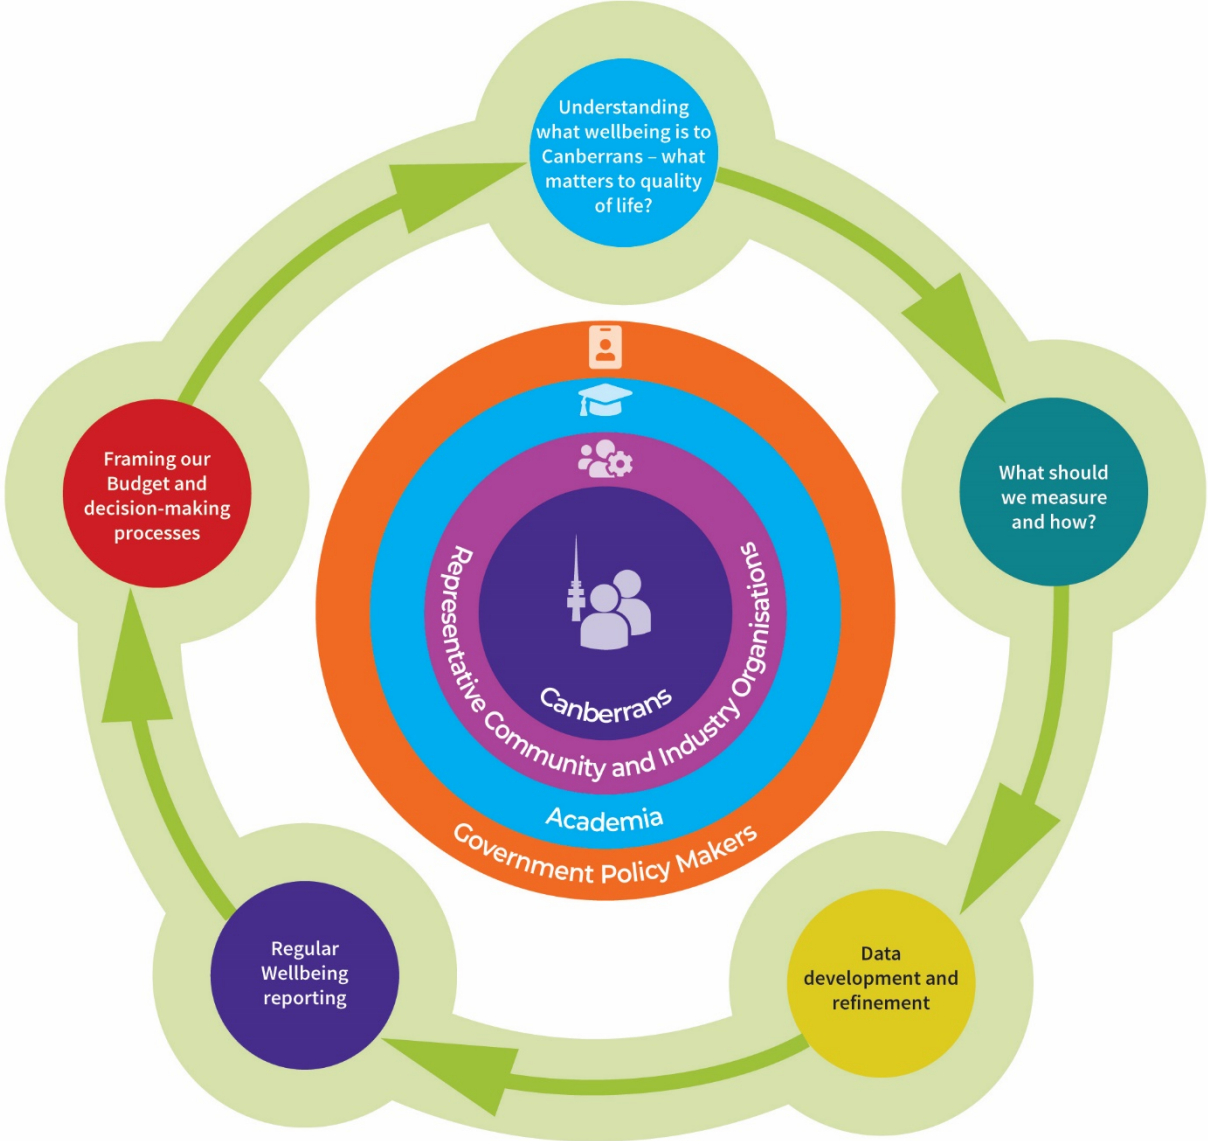 Understanding
what wellbeing is to
Canberrans – what
matters to quality
of life?
What should
we measure
and how?
Data
development and
refinement
Regular
Wellbeing
reporting
Framing our
Budget and
decision-making
processes
Canberrans
Representative Community and Industry Organisations
Academia
Government Policy Makers